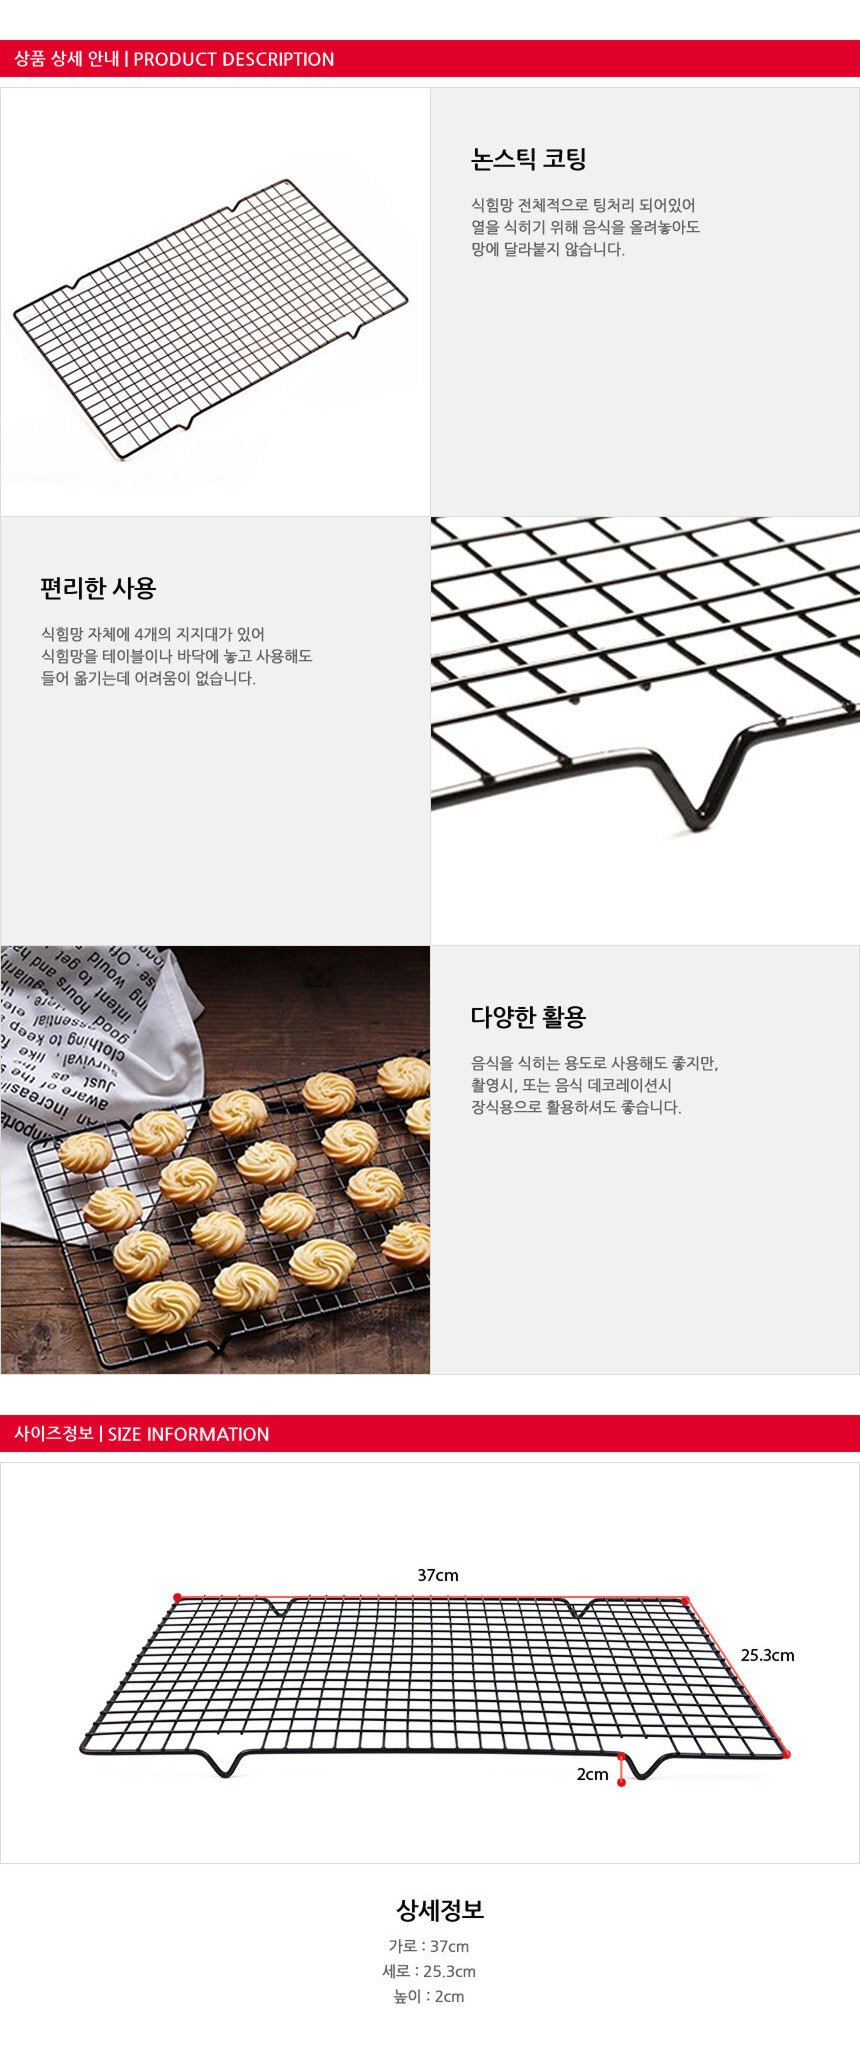 상품 상세 안내 | PRODUCT DESCRIPTION
논스틱 코팅
식힘망 전체적으로 팅처리 되어있어
열을 식히기 위해 음식을 올려놓아도
망에 달라붙지 않습니다.
편리한 사용
식힘망 자체에 4개의 지지대가 있어
식힘망을 테이블이나 바닥에 놓고 사용해도
들어 옮기는데 어려움이 없습니다.
다양한 활용
음식을 식히는 용도로 사용해도 좋지만,
촬영시, 또는 음식 데코레이션시
장식용으로 활용하셔도 좋습니다.
사이즈정보 | SIZE INFORMATION
37cm
25.3cm
2cm
상세정보
가로 : 37cm
세로 : 25.3cm
높이 : 2cm